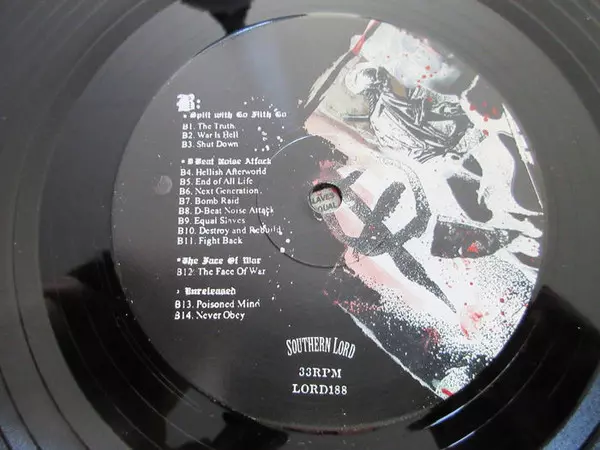 B:
• Split with Go Filth Go
B1. The Truth
B2. War Is Hell
B3. Shut Down
• D-Beat Noise Attack
B4. Hellish Afterworld
B5. End of All Life
B6. Next Generation
B7. Bomb Raid
B8. D-Beat Noise Attack
B9. Equal Slaves
B10. Destroy and Rebuild
B11. Fight Back
• The Face Of War
B12. The Face Of War
• Unreleased
B13. Poisoned Mind
B14. Never Obey
SOUTHERN LORD
33RPM
LORD188